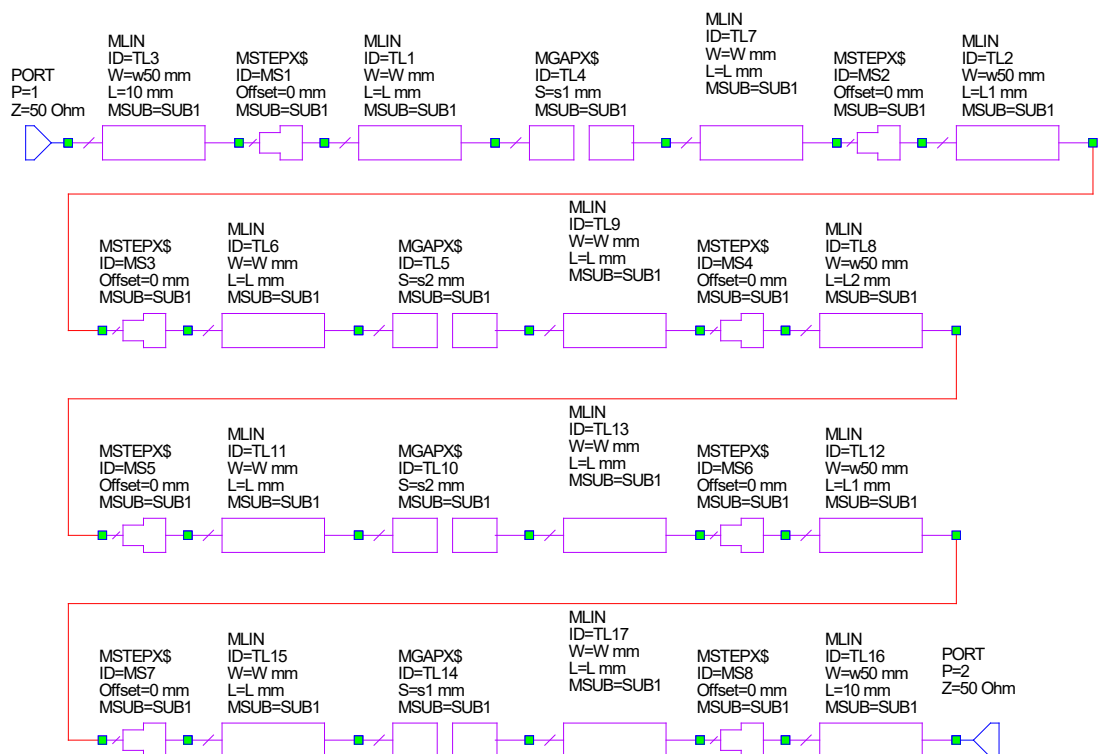 PORT
P=1
Z=50 Ohm
MLIN
ID=TL3
W=w50 mm
L=10 mm
MSUB=SUB1
MSTEPX$
ID=MS1
Offset=0 mm
MSUB=SUB1
MLIN
ID=TL1
W=W mm
L=L mm
MSUB=SUB1
MGAPX$
ID=TL4
S=s1 mm
MSUB=SUB1
MLIN
ID=TL7
W=W mm
L=L mm
MSUB=SUB1
MSTEPX$
ID=MS2
Offset=0 mm
MSUB=SUB1
MLIN
ID=TL2
W=w50 mm
L=L1 mm
MSUB=SUB1
MSTEPX$
ID=MS3
Offset=0 mm
MSUB=SUB1
MLIN
ID=TL6
W=W mm
L=L mm
MSUB=SUB1
MGAPX$
ID=TL5
S=s2 mm
MSUB=SUB1
MLIN
ID=TL9
W=W mm
L=L mm
MSUB=SUB1
MSTEPX$
ID=MS4
Offset=0 mm
MSUB=SUB1
MLIN
ID=TL8
W=w50 mm
L=L2 mm
MSUB=SUB1
MSTEPX$
ID=MS5
Offset=0 mm
MSUB=SUB1
MLIN
ID=TL11
W=W mm
L=L mm
MSUB=SUB1
MGAPX$
ID=TL10
S=s2 mm
MSUB=SUB1
MLIN
ID=TL13
W=W mm
L=L mm
MSUB=SUB1
MSTEPX$
ID=MS6
Offset=0 mm
MSUB=SUB1
MLIN
ID=TL12
W=w50 mm
L=L1 mm
MSUB=SUB1
MSTEPX$
ID=MS7
Offset=0 mm
MSUB=SUB1
MLIN
ID=TL15
W=W mm
L=L mm
MSUB=SUB1
MGAPX$
ID=TL14
S=s1 mm
MSUB=SUB1
MLIN
ID=TL17
W=W mm
L=L mm
MSUB=SUB1
MSTEPX$
ID=MS8
Offset=0 mm
MSUB=SUB1
MLIN
ID=TL16
W=w50 mm
L=10 mm
MSUB=SUB1
PORT
P=2
Z=50 Ohm